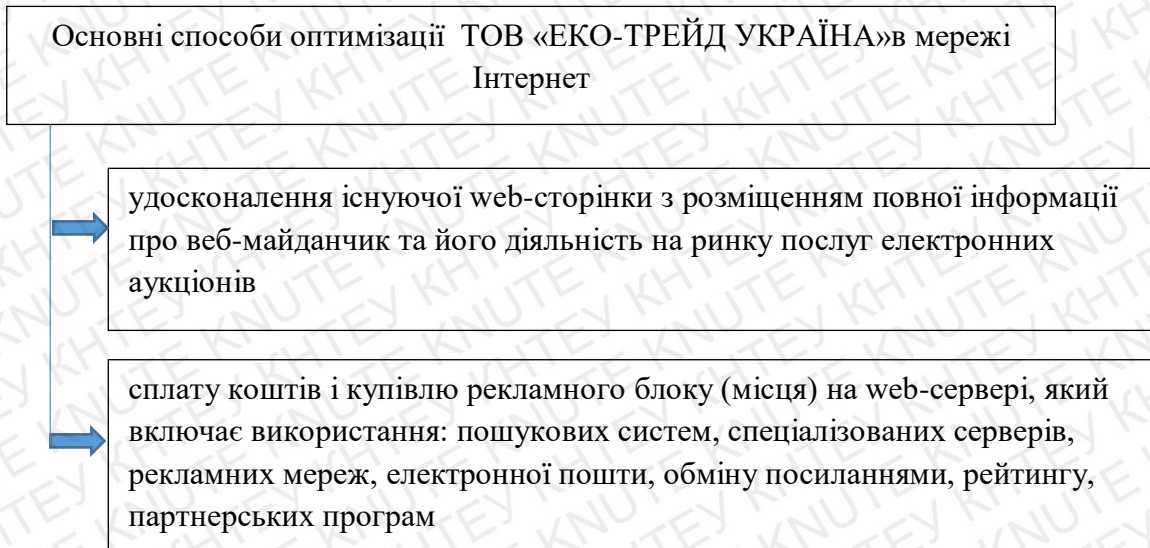 Основні способи оптимізації ТОВ «ЕКО-ТРЕЙД УКРАЇНА»в мережі
Інтернет
удосконалення існуючої web-сторінки з розміщенням повної інформації
про веб-майданчик та його діяльність на ринку послуг електронних
аукціонів
сплату коштів і купівлю рекламного блоку (місця) на web-сервері, який
включає використання: пошукових систем, спеціалізованих серверів,
рекламних мереж, електронної пошти, обміну посиланнями, рейтингу,
партнерських програм